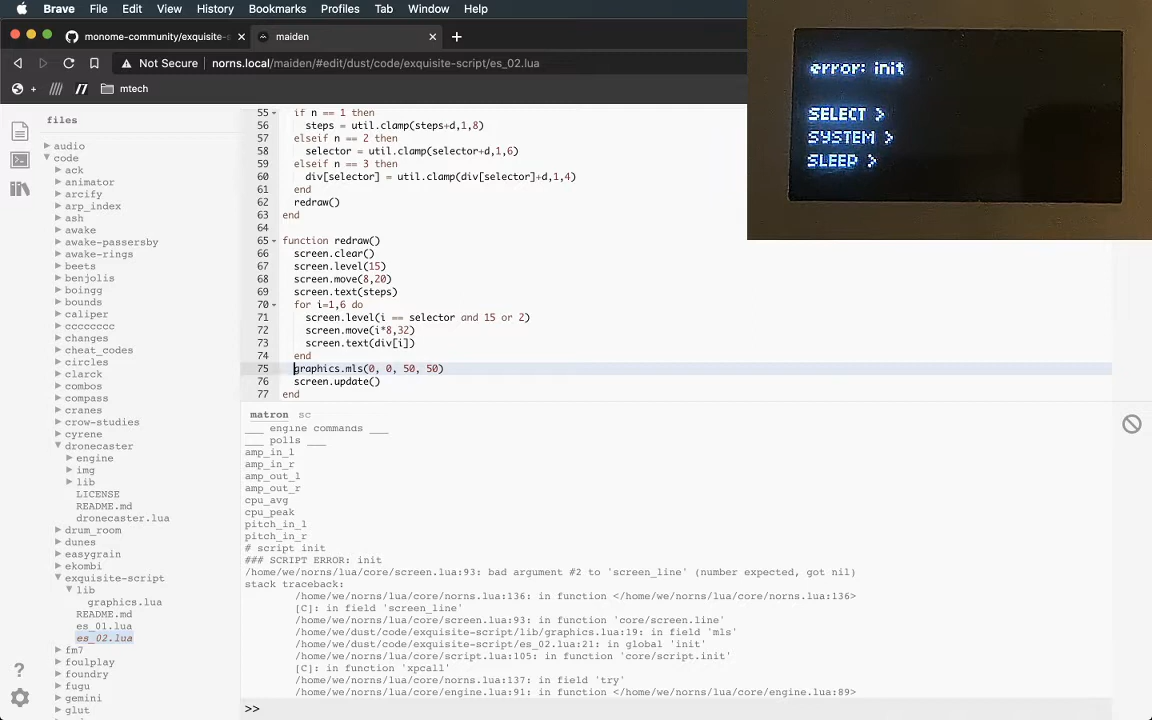 Brave File Edit View History Bookmarks Profiles Tab Window Help
monome-community/exquisite-s
maiden
Not Secure norns.local/maiden/#edit/dust/code/exquisite-script/es_02.lua
mtech
error: init
SELECT >
SYSTEM >
SLEEP >
files
audio
code
ack
animator
arcify
arp_index
ash
awake
awake-passersby
awake-rings
beets
benjolis
boingg
bounds
caliper
cccccccc
changes
cheat_codes
circles
clarck
combos
compass
cranes
crow-studies
cyrene
dronecaster
engine
img
lib
LICENSE
README.md
dronecaster.lua
drum_room
dunes
easygrain
ekombi
exquisite-script
lib
graphics.lua
README.md
es_01.lua
es_02.lua
fm7
foulplay
foundry
fugu
gemini
glut
55 if n == 1 then
56 steps = util.clamp(steps+d,1,8)
57 elseif n == 2 then
58 selector = util.clamp(selector+d,1,6)
59 elseif n == 3 then
60 div[selector] = util.clamp(div[selector]+d,1,4)
61 end
62 redraw()
63 end
64
65 function redraw()
66 screen.clear()
67 screen.level(15)
68 screen.move(8,20)
69 screen.text(steps)
70 for i=1,6 do
71 screen.level(i == selector and 15 or 2)
72 screen.move(i*8,32)
73 screen.text(div[i])
74 end
75 graphics.mls(0, 0, 50, 50)
76 screen.update()
77 end
matron sc
___ engine commands ___
___ polls ___
amp_in_l
amp_in_r
amp_out_l
amp_out_r
cpu_avg
cpu_peak
pitch_in_l
pitch_in_r
# script init
### SCRIPT ERROR: init
/home/we/norns/lua/core/screen.lua:93: bad argument #2 to 'screen_line' (number expected, got nil)
stack traceback:
/home/we/norns/lua/core/norns.lua:136: in function </home/we/norns/lua/core/norns.lua:136>
[C]: in field 'screen_line'
/home/we/norns/lua/core/screen.lua:93: in function 'core/screen.line'
/home/we/dust/code/exquisite-script/lib/graphics.lua:19: in field 'mls'
/home/we/dust/code/exquisite-script/es_02.lua:21: in global 'init'
/home/we/norns/lua/core/script.lua:105: in function 'core/script.init'
[C]: in function 'xpcall'
/home/we/norns/lua/core/norns.lua:137: in field 'try'
/home/we/norns/lua/core/engine.lua:91: in function </home/we/norns/lua/core/engine.lua:89>
>>